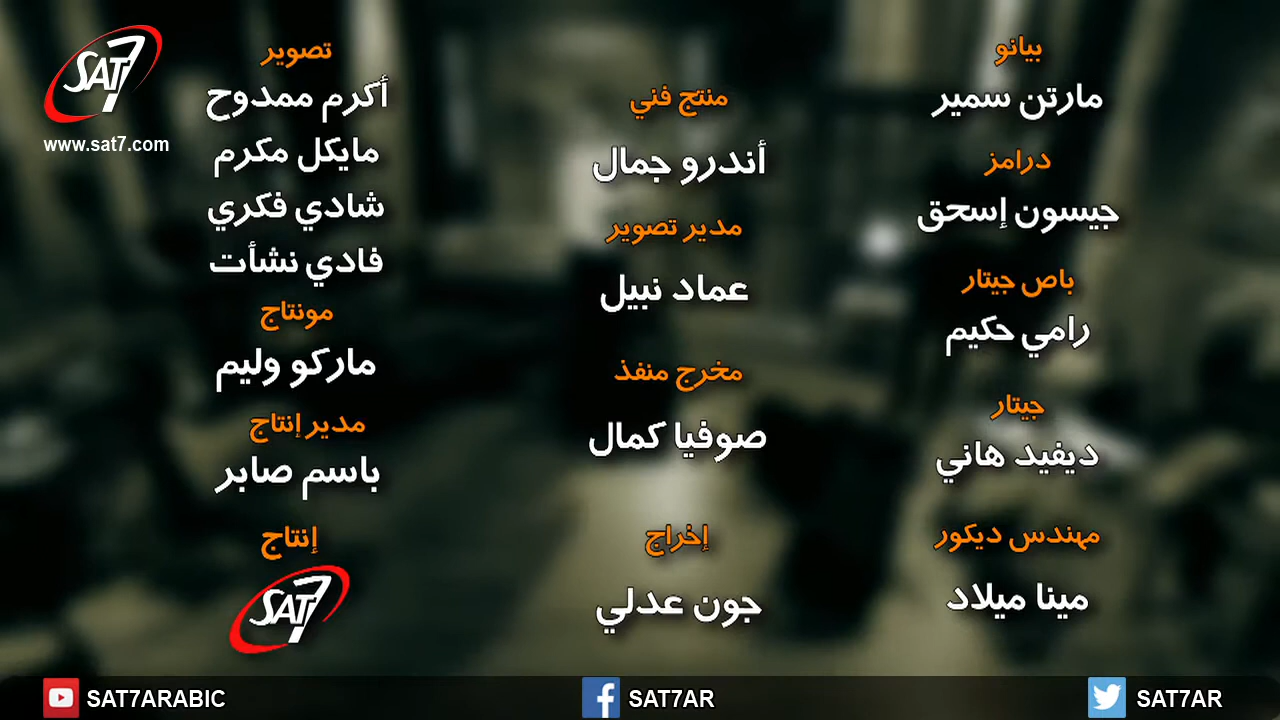 بيانو
مارتن سمير
درامز
جيسون إسحق
باص جيتار
رامي حكيم
جيتار
ديفيد هاني
مهندس ديكور
مينا ميلاد
منتج فني
أندرو جمال
مدير تصوير
عماد نبيل
مخرج منفذ
صوفيا كمال
إخراج
جون عدلي
SAT7
www.sat7.com
تصوير
أكرم ممدوح
مايكل مكرم
شادي فكري
فادي نشأت
مونتاج
ماركو وليم
مدير إنتاج
باسم صابر
إنتاج
SAT7
SAT7ARABIC
SAT7AR
SAT7AR